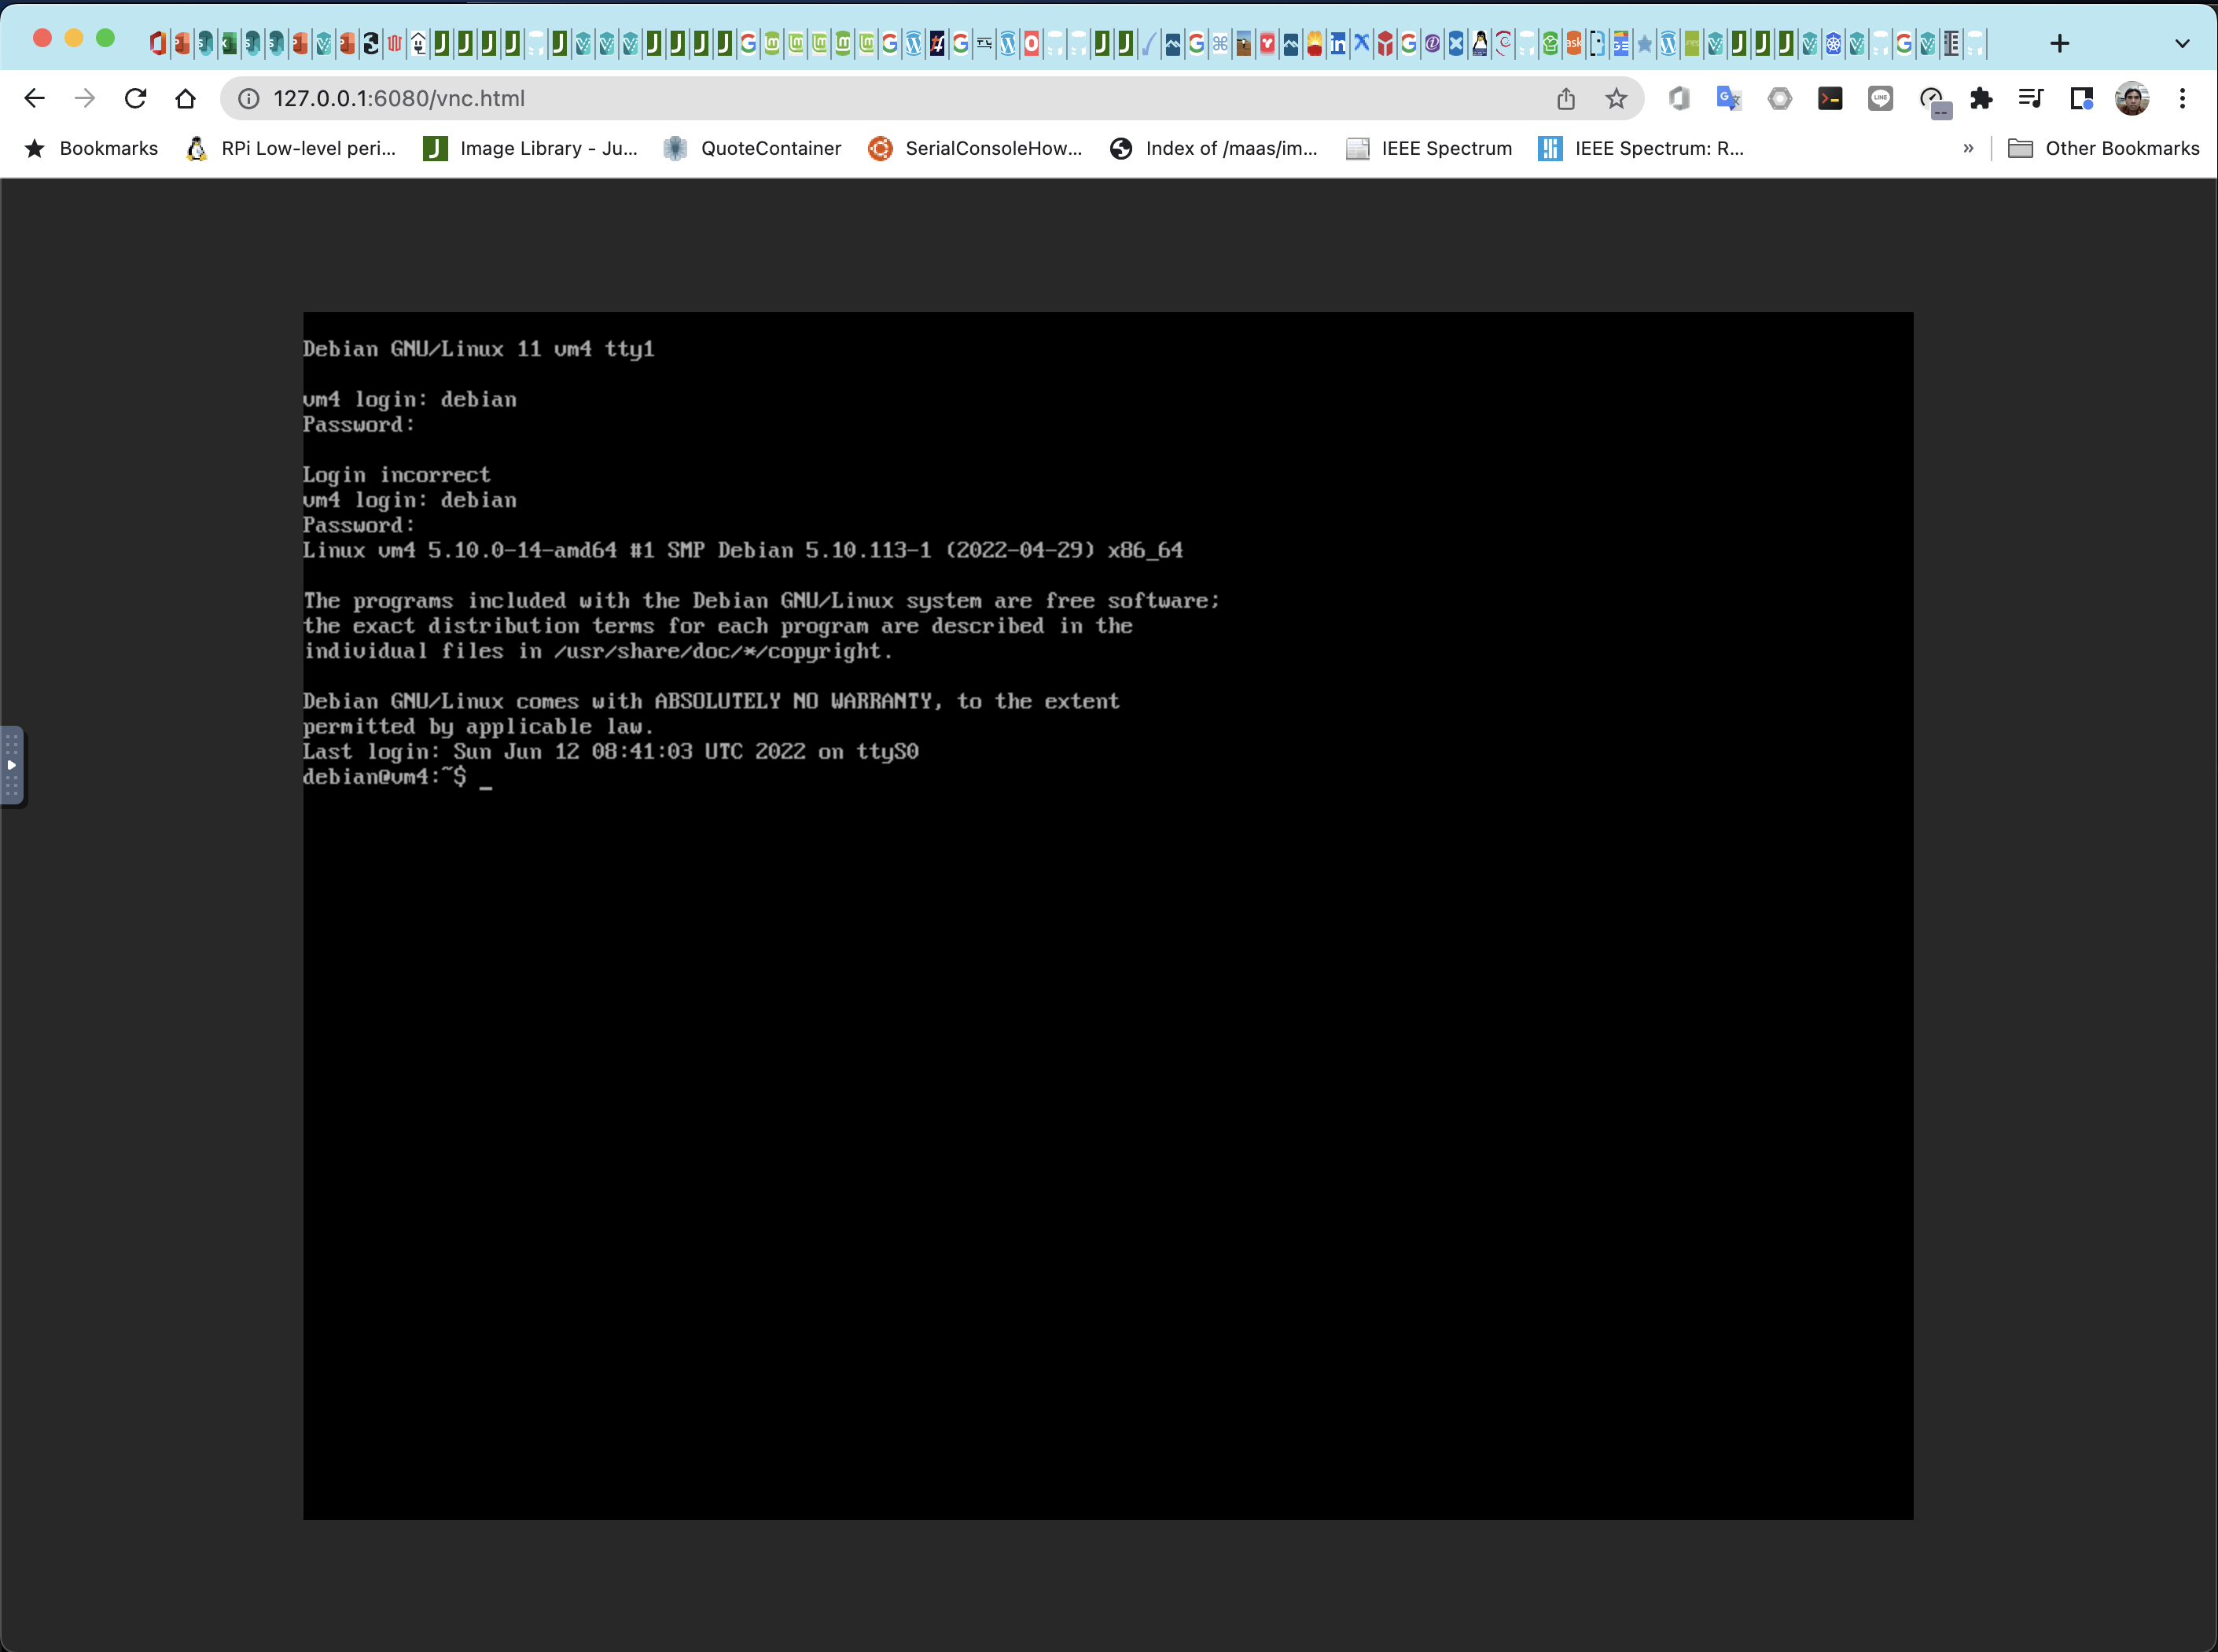 127.0.0.1:6080/vnc.html
Bookmarks
RPi Low-level peri...
Image Library - Ju...
QuoteContainer
SerialConsoleHow...
Index of /maas/im...
IEEE Spectrum
IEEE Spectrum: R...
»
Other Bookmarks
Debian GNU/Linux 11 vm4 tty1
vm4 login: debian
Password:
Login incorrect
vm4 login: debian
Password:
Linux vm4 5.10.0-14-amd64 #1 SMP Debian 5.10.113-1 (2022-04-29) x86_64
The programs included with the Debian GNU/Linux system are free software;
the exact distribution terms for each program are described in the
individual files in /usr/share/doc/*/copyright.
Debian GNU/Linux comes with ABSOLUTELY NO WARRANTY, to the extent
permitted by applicable law.
Last login: Sun Jun 12 08:41:03 UTC 2022 on ttyS0
debian@vm4:~$ _